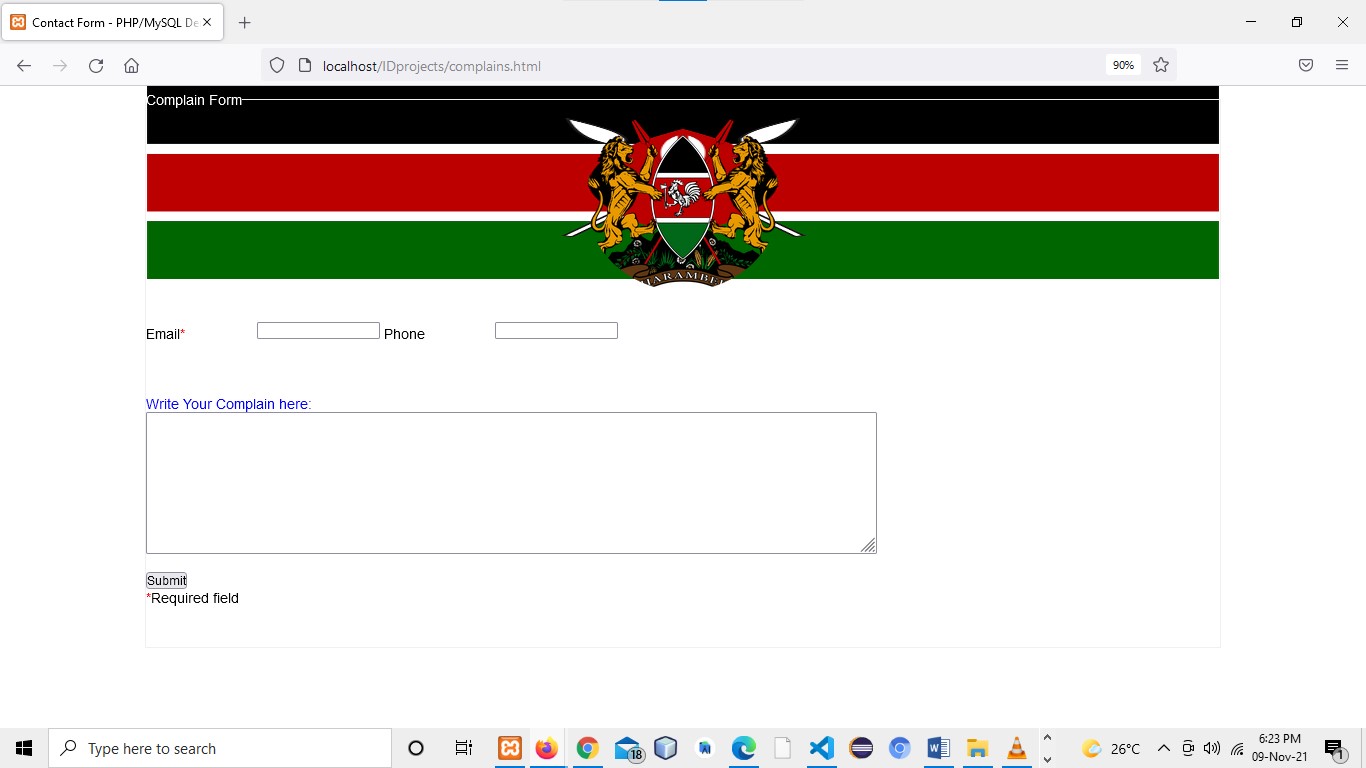 Contact Form - PHP/MySQL De
localhost/IDprojects/complains.html
90%
Complain Form
HARAMBEE
Email*
Phone
Write Your Complain here:
Submit
*Required field
Type here to search
18
26°C
6:23 PM
09-Nov-21
1